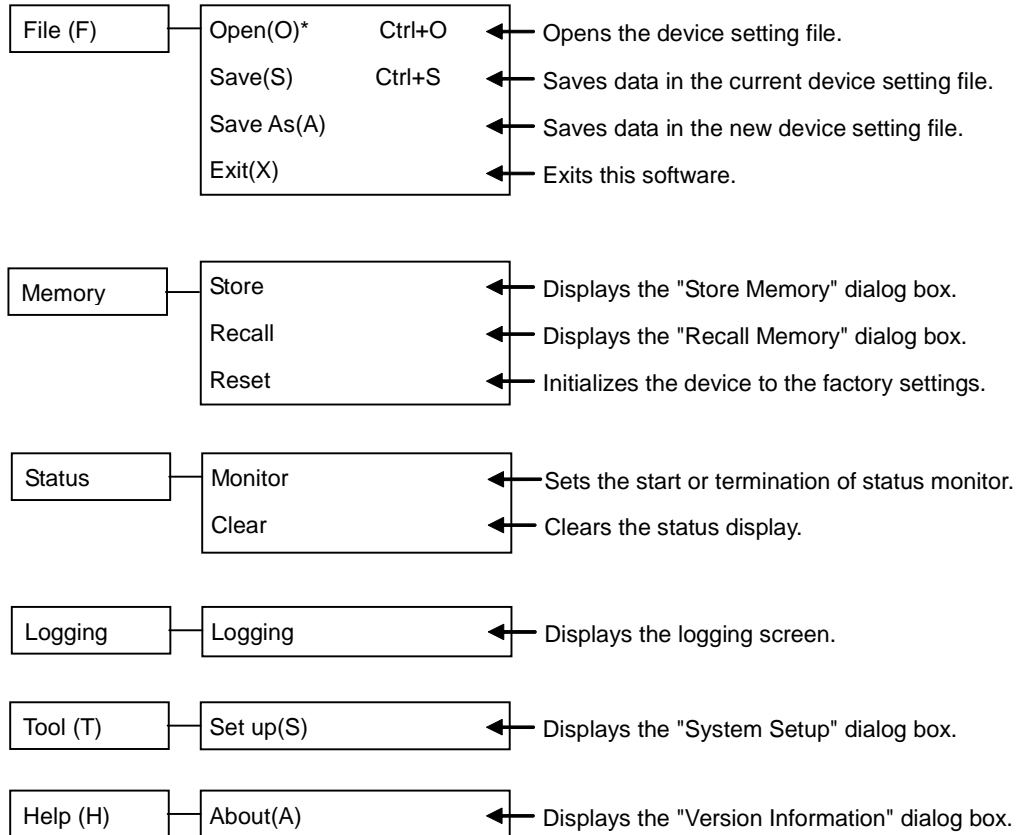 File (F) Open(O)* Ctrl+O Opens the device setting file.
Save(S) Ctrl+S Saves data in the current device setting file.
Save As(A) Saves data in the new device setting file.
Exit(X) Exits this software.
Memory Store Displays the "Store Memory" dialog box.
Recall Displays the "Recall Memory" dialog box.
Reset Initializes the device to the factory settings.
Status Monitor Sets the start or termination of status monitor.
Clear Clears the status display.
Logging Logging Displays the logging screen.
Tool (T) Set up(S) Displays the "System Setup" dialog box.
Help (H) About(A) Displays the "Version Information" dialog box.